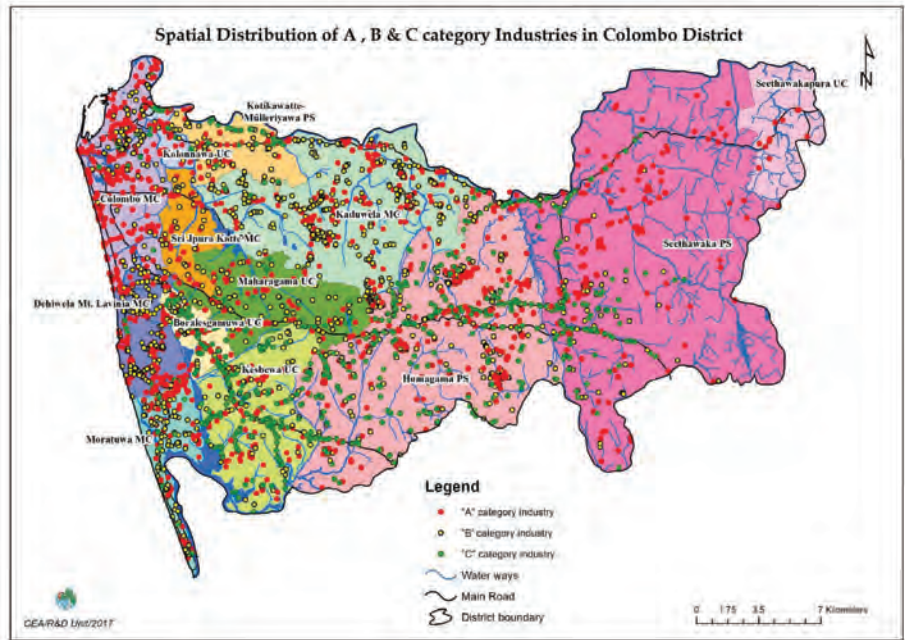 Spatial Distribution of A , B & C category Industries in Colombo District
N
Seethawakapura UC
Kotikawatte-
Mulleriyawa PS
Kolonnawa UC
Colombo MC
Kaduwela MC
Sri Jpura Kotte MC
Seethawaka PS
Maharagama UC
Dehiwela Mt. Lavinia MC
Boralesgamuwa UC
Kesbewa UC
Homagama PS
Moratuwa MC
Legend
"A" category industry
"B" category industry
"C" category industry
Water ways
Main Road
District boundary
CEA/R&D Unit/2017
0 1.75 3.5 7 Kilometers